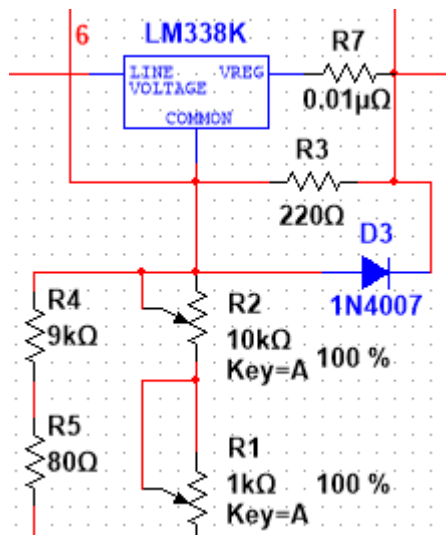 6
LM338K
R7
LINE VREG
VOLTAGE
COMMON
0,01µΩ
R3
220Ω
D3
1N4007
R4
9kΩ
R2
10kΩ 100 %
Key=A
R5
80Ω
R1
1kΩ 100 %
Key=A